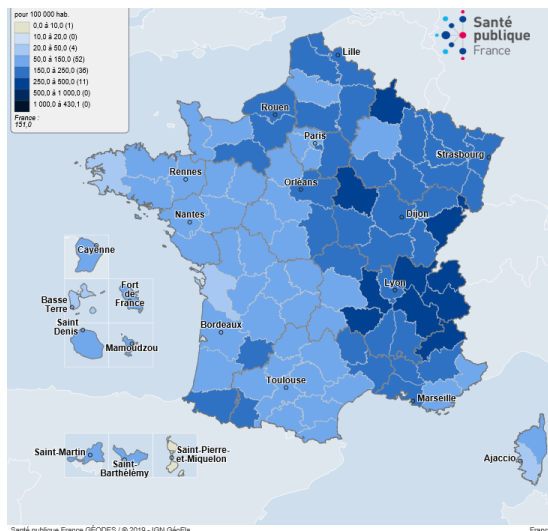 pour 100 000 hab.
0,0 à 10,0 (1)
10,0 à 20,0 (0)
20,0 à 50,0 (4)
50,0 à 150,0 (52)
150,0 à 250,0 (36)
250,0 à 500,0 (11)
500,0 à 1 000,0 (0)
1 000,0 à 430,1 (0)
France :
151,0
Santé
publique
France
Lille
Rouen
Paris
Strasbourg
Rennes
Orléans
Nantes
Dijon
Cayenne
Lyon
Basse
Terre
Fort
de
France
Saint
Denis
Bordeaux
Mamoudzou
Toulouse
Marseille
Saint-Martin
Saint-
Barthélémy
Saint-Pierre-
et-Miquelon
Ajaccio
Santé publique France GÉODES / © 2019 - IGN GéoFla
Franc